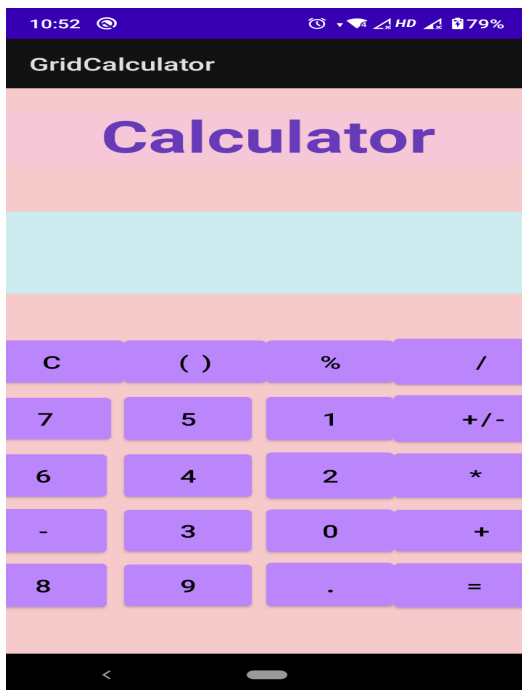 10:52 HD 79%
GridCalculator
Calculator
C ( ) % /
7 5 1 +/-
6 4 2 *
- 3 0 +
8 9 . =